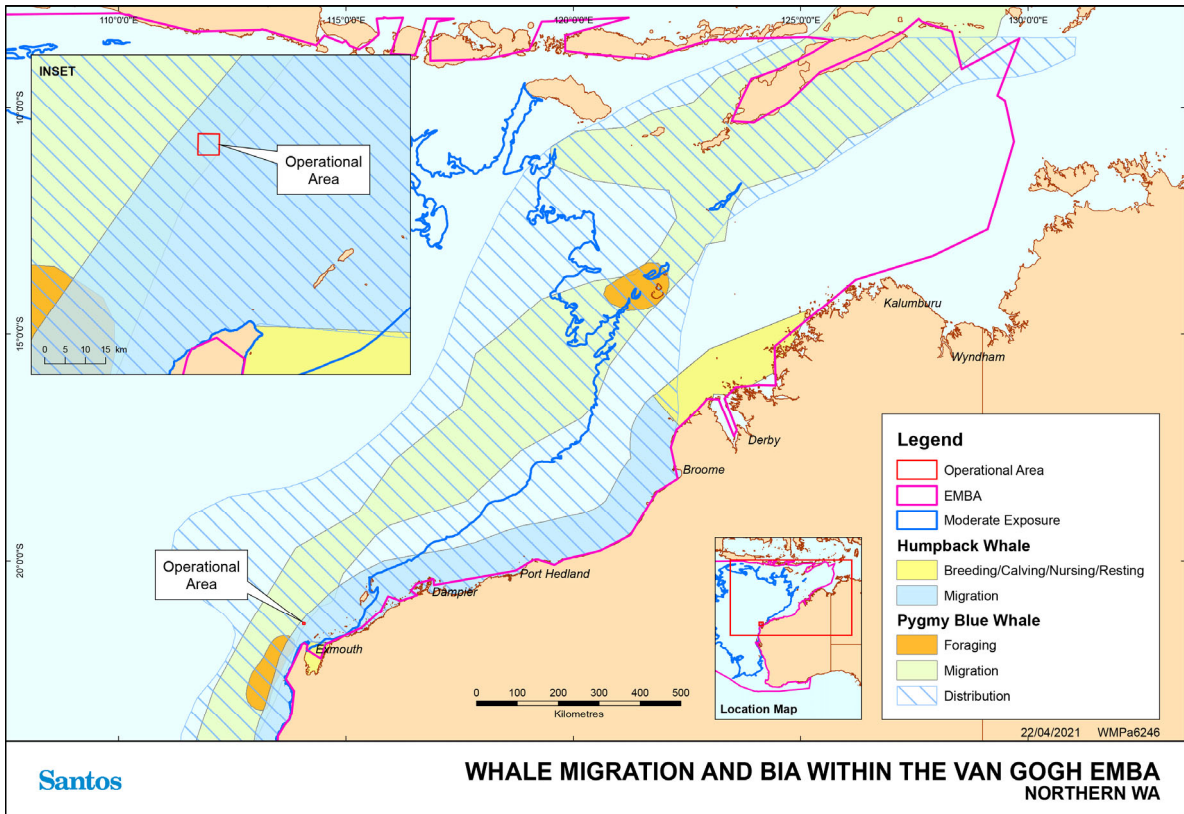 110°0'0"E
115°0'0"E
120°0'0"E
125°0'0"E
130°0'0"E
INSET
Operational
Area
0 5 10 15 km
10°0'0"S
15°0'0"S
20°0'0"S
Kalumburu
Wyndham
Derby
Broome
Port Hedland
Dampier
Exmouth
Operational
Area
0 100 200 300 400 500
Kilometres
Location Map
Legend
Operational Area
EMBA
Moderate Exposure
Humpback Whale
Breeding/Calving/Nursing/Resting
Migration
Pygmy Blue Whale
Foraging
Migration
Distribution
22/04/2021 WMPa6246
Santos
WHALE MIGRATION AND BIA WITHIN THE VAN GOGH EMBA
NORTHERN WA